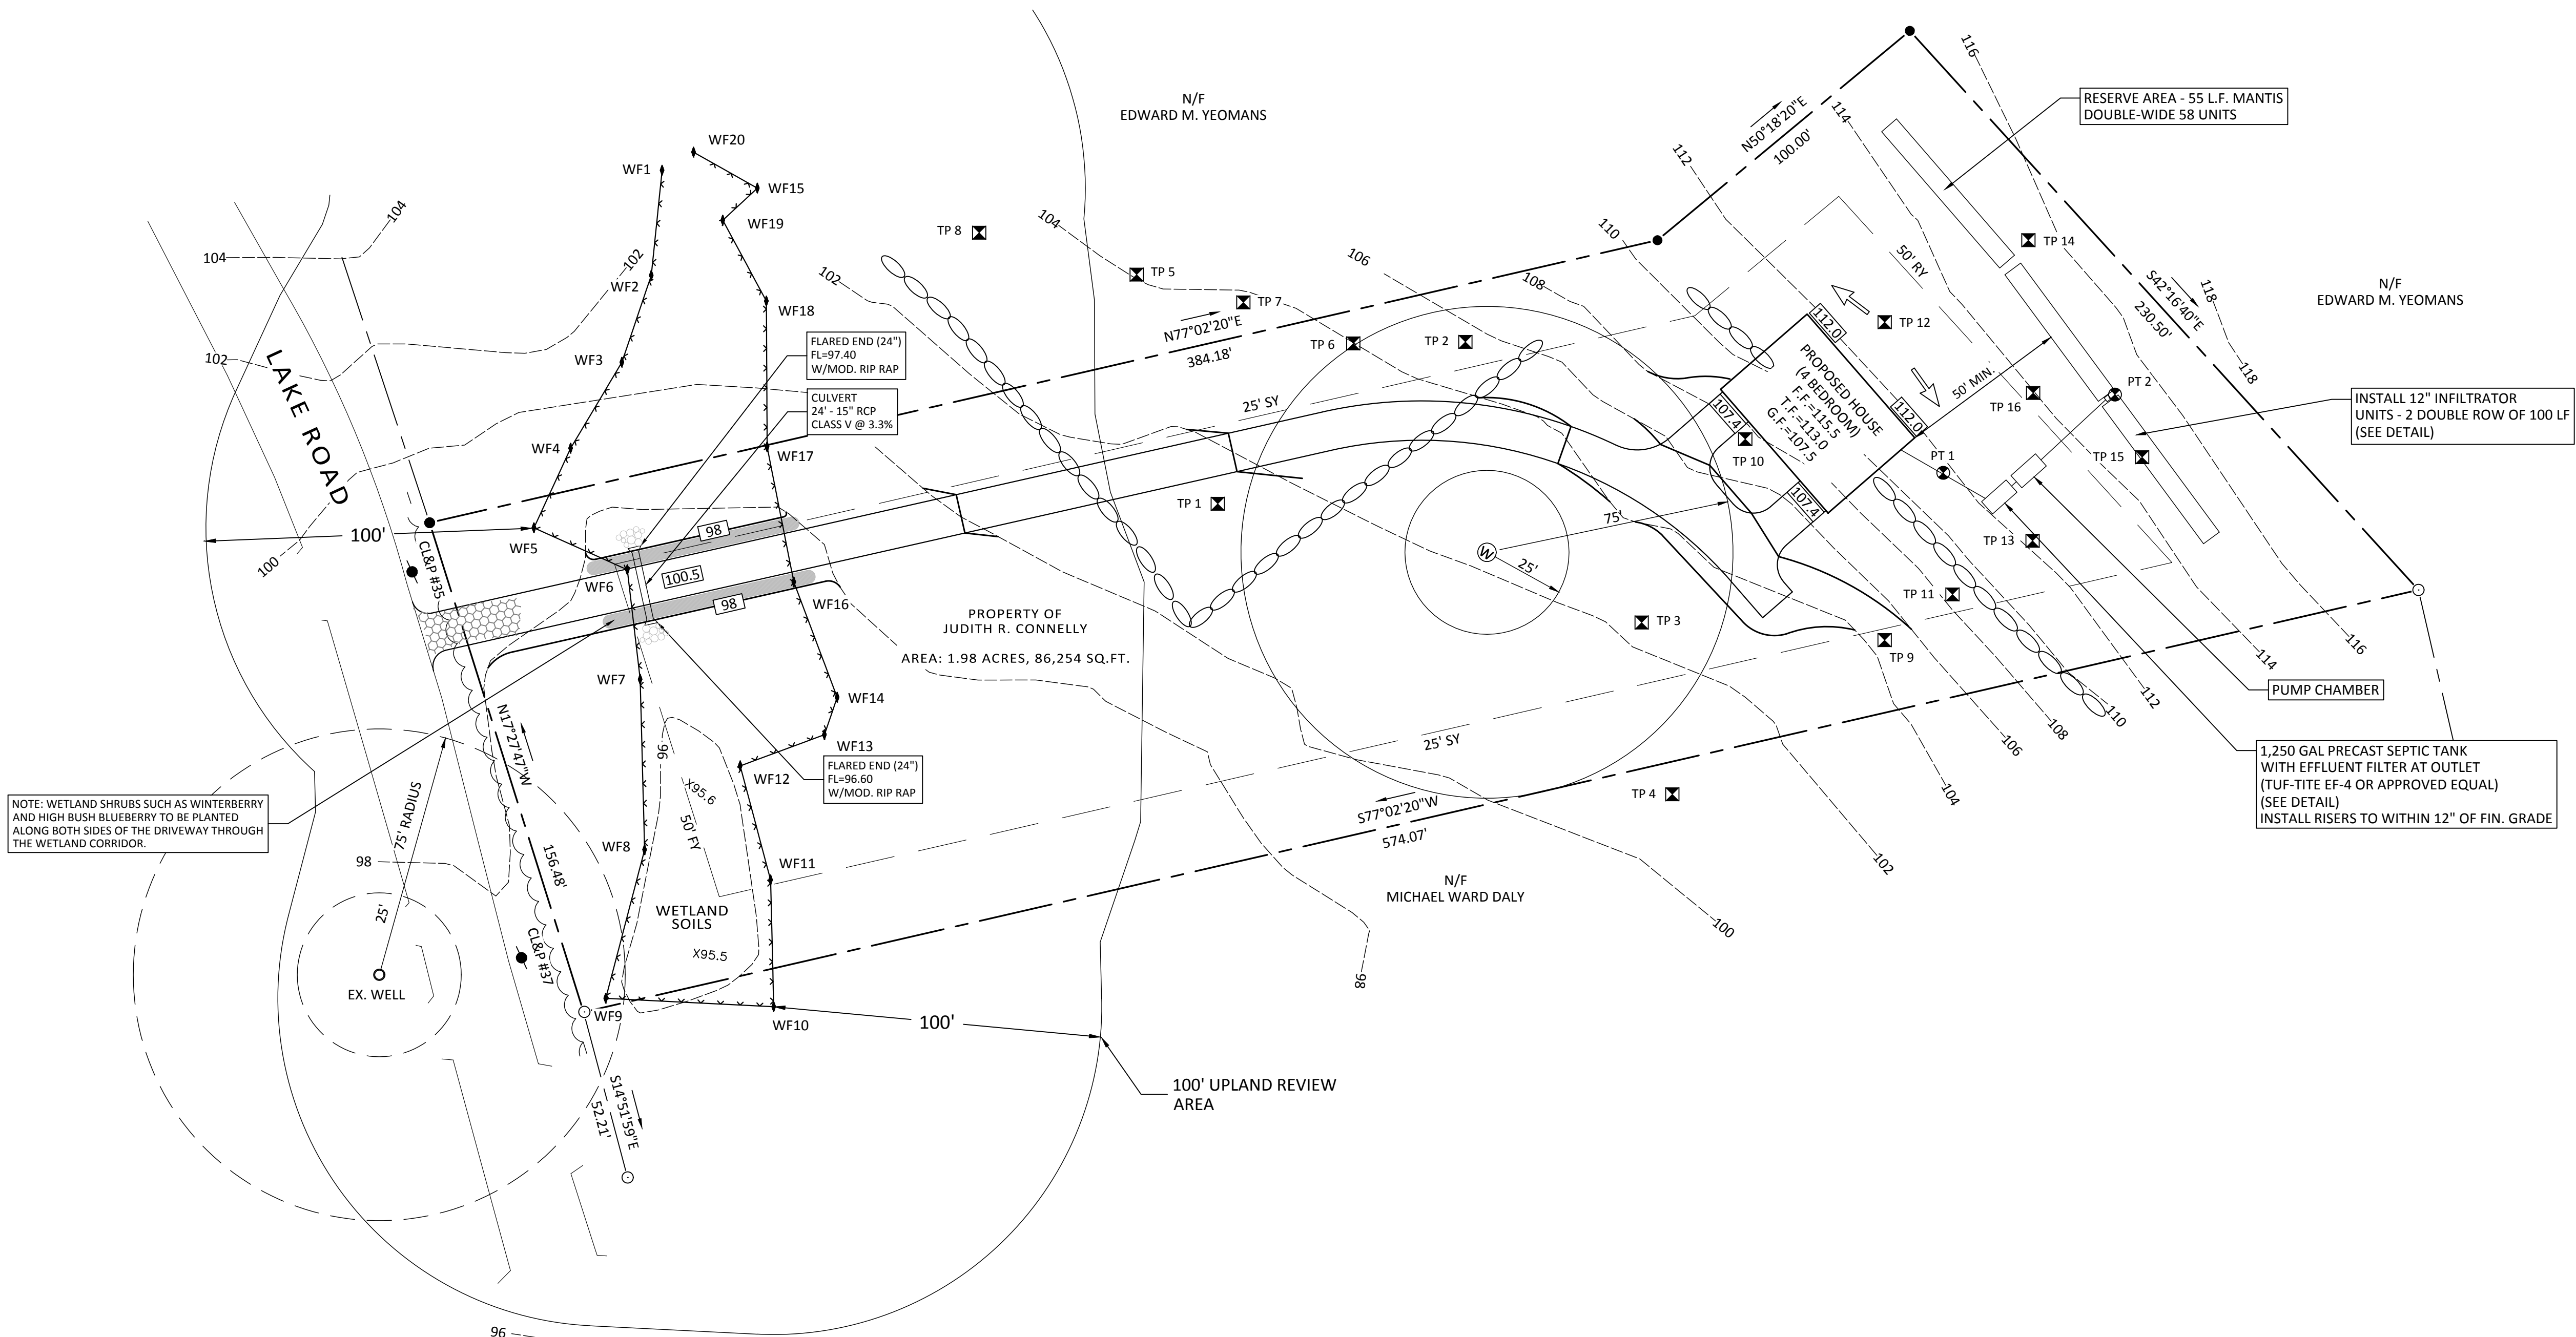 N/F
EDWARD M. YEOMANS
116
N50°18'20"E
100.00'
114
112
RESERVE AREA - 55 L.F. MANTIS
DOUBLE-WIDE 58 UNITS
WF20
WF1
WF15
WF19
TP 8
104
104
110
50' RY
TP 14
N/F
EDWARD M. YEOMANS
S42°16'40"E
230.50'
118
118
104
102
WF2
102
TP 5
106
108
WF18
TP 7
N77°02'20"E
384.18'
TP 6
TP 2
112.0
TP 12
FLARED END (24")
FL=97.40
W/MOD. RIP RAP
102
LAKE ROAD
WF3
PROPOSED HOUSE
(4 BEDROOM)
F.F.=115.5
T.F.=113.0
G.F.=107.5
50' MIN.
PT 2
CULVERT
24' - 15" RCP
CLASS V @ 3.3%
25' SY
107.4
112.0
TP 16
INSTALL 12" INFILTRATOR
UNITS - 2 DOUBLE ROW OF 100 LF
(SEE DETAIL)
WF4
WF17
TP 10
PT 1
TP 15
TP 1
107.4
100'
98
75'
WF5
TP 13
100
CL&P #35
WF6
100.5
W
25'
98
WF16
TP 11
PROPERTY OF
JUDITH R. CONNELLY
AREA: 1.98 ACRES, 86,254 SQ.FT.
TP 3
TP 9
116
114
WF7
WF14
PUMP CHAMBER
112
110
108
106
N17°27'47"W
156.48'
96
WF13
25' SY
WF12
FLARED END (24")
FL=96.60
W/MOD. RIP RAP
X95.6
1,250 GAL PRECAST SEPTIC TANK
WITH EFFLUENT FILTER AT OUTLET
(TUF-TITE EF-4 OR APPROVED EQUAL)
(SEE DETAIL)
INSTALL RISERS TO WITHIN 12" OF FIN. GRADE
NOTE: WETLAND SHRUBS SUCH AS WINTERBERRY
AND HIGH BUSH BLUEBERRY TO BE PLANTED
ALONG BOTH SIDES OF THE DRIVEWAY THROUGH
THE WETLAND CORRIDOR.
75' RADIUS
50' FY
TP 4
104
S77°02'20"W
574.07'
WF8
98
WF11
102
N/F
MICHAEL WARD DALY
25'
WETLAND
SOILS
100
CL&P #37
X95.5
98
EX. WELL
WF9
WF10
100'
S14°51'59"E
52.21'
100' UPLAND REVIEW
AREA
96